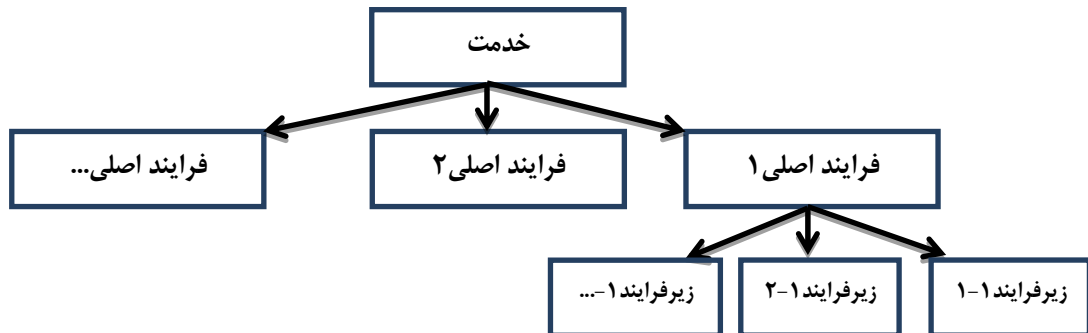 خدمت
فرایند اصلی۱
فرایند اصلی۲
فرایند اصلی...
زیرفرایند۱-۱
زیرفرایند۱-۲
زیرفرایند۱-...